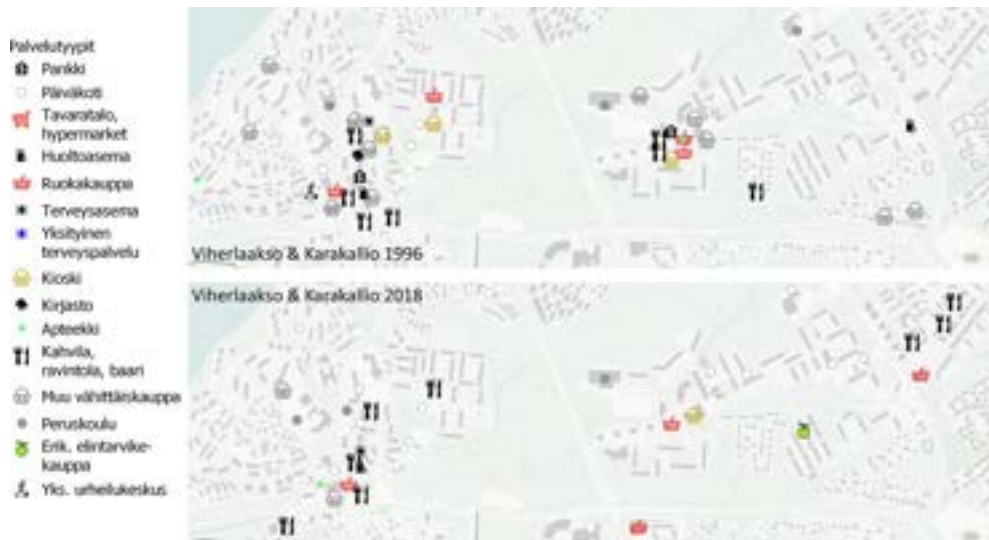 Palvelutyypit
Pankki
Päiväkoti
Tavaratalo,
hypermarket
Huoltoasema
Ruokakauppa
Terveysasema
Yksityinen
terveyspalvelu
Kioski
Kirjasto
Apteekki
Kahvila,
ravintola, baari
Muu vähittäiskauppa
Peruskoulu
Erik. elintarvike-
kauppa
Yks. urheilukeskus
Viherlaakso & Karakallio 1996
Viherlaakso & Karakallio 2018